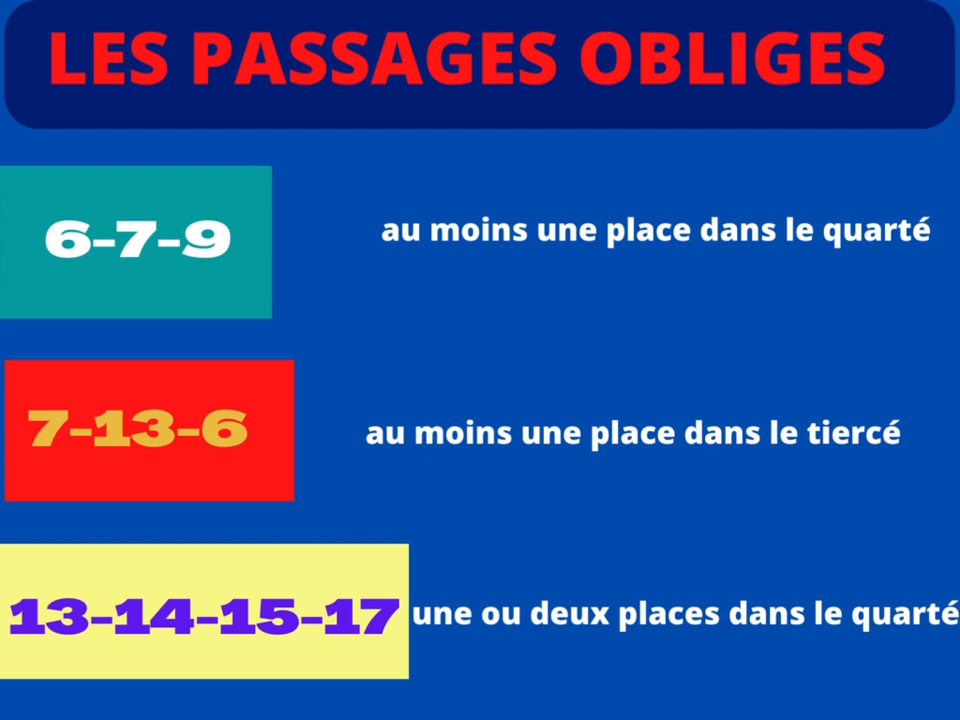 LES PASSAGES OBLIGES
6-7-9 au moins une place dans le quarté
7-13-6 au moins une place dans le tiercé
13-14-15-17 une ou deux places dans le quarté